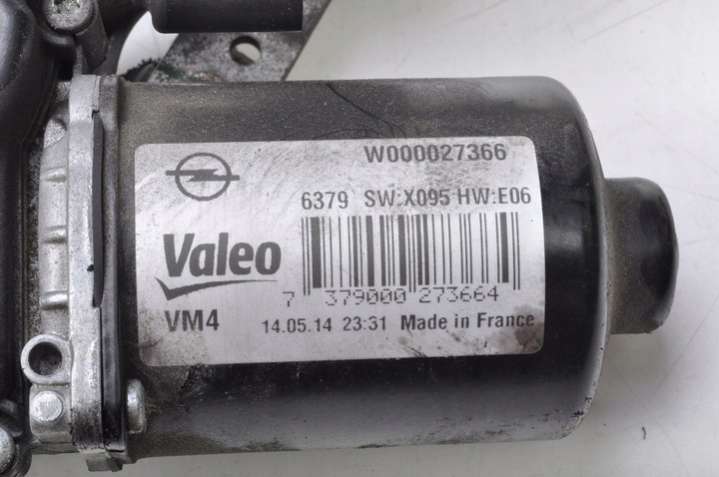 W000027366
6379 SW:X095 HW:E06
Valeo
7 379000 273664
VM4 14.05.14 23:31 Made in France